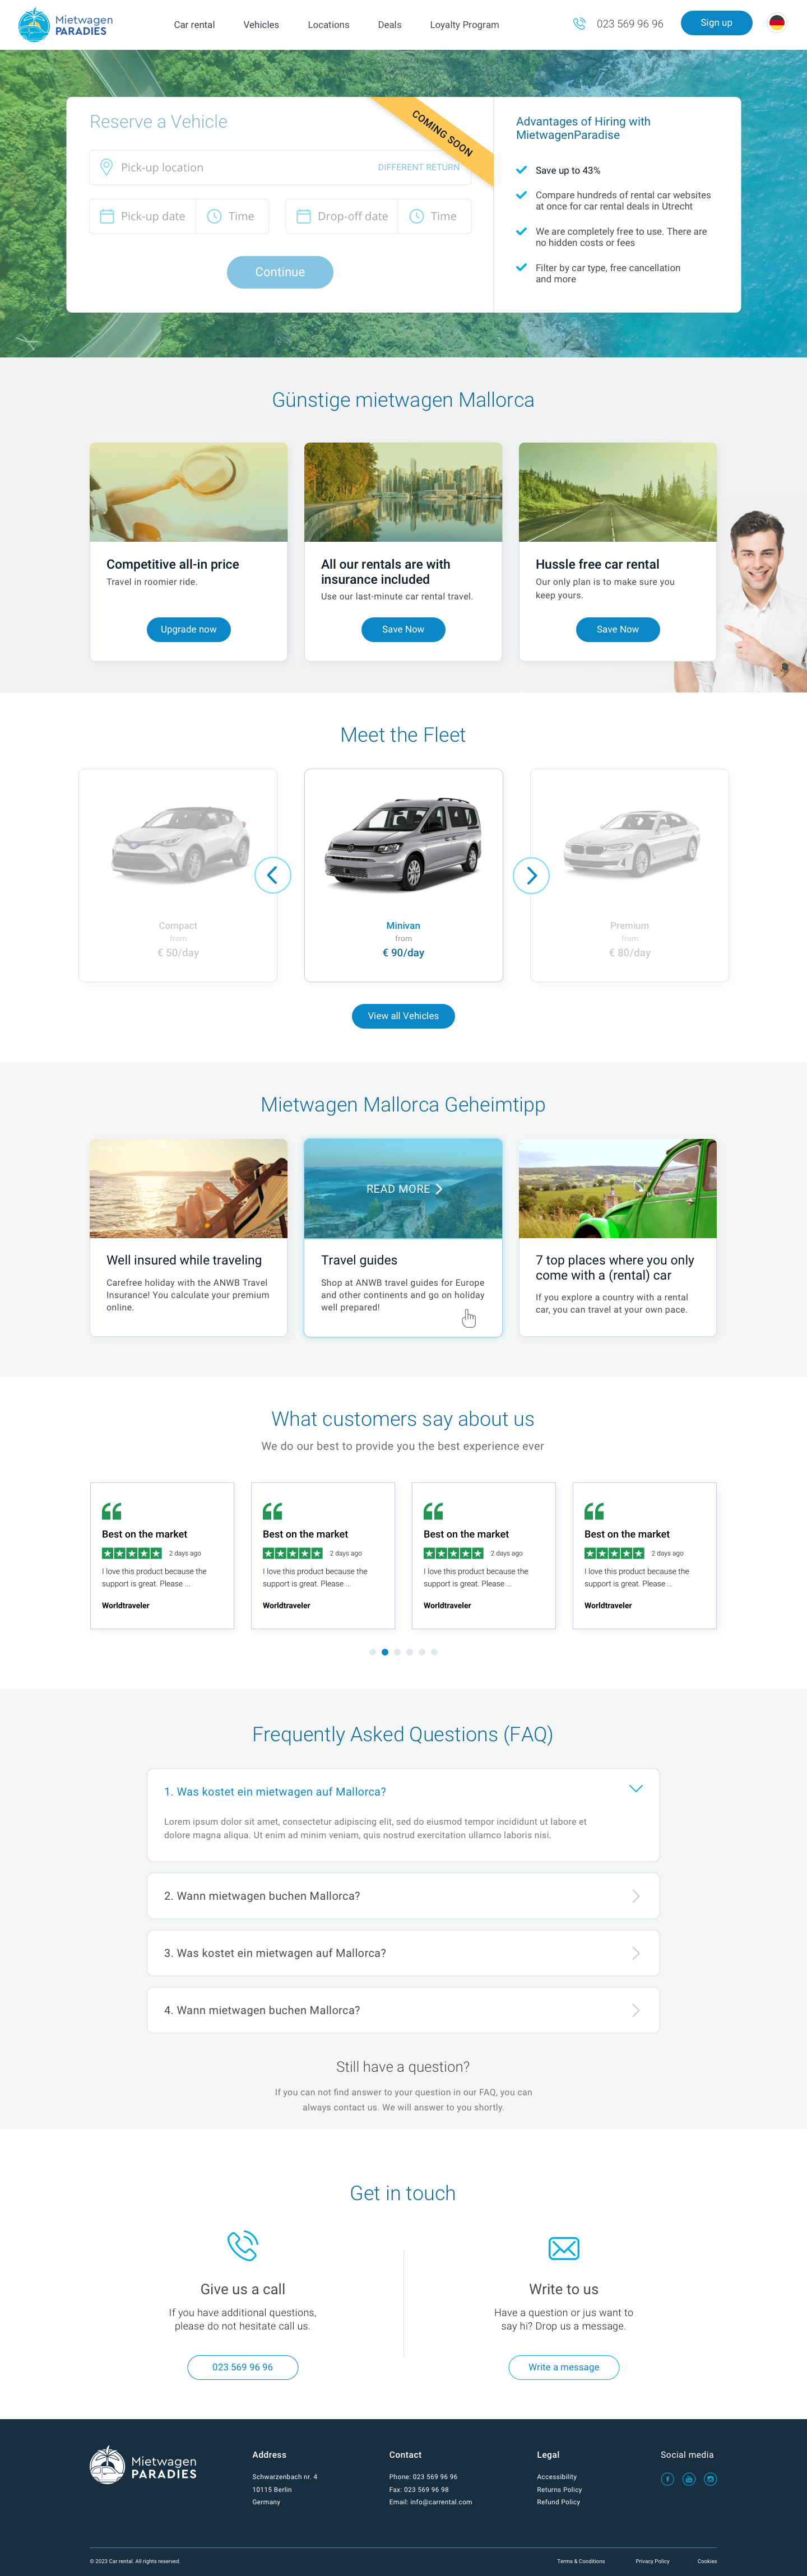 Mietwagen
PARADIES
Car rental
Vehicles
Locations
Deals
Loyalty Program
023 569 96 96
Sign up
Reserve a Vehicle
COMING SOON
Pick-up location
DIFFERENT RETURN
Pick-up date
Time
Drop-off date
Time
Continue
Advantages of Hiring with
MietwagenParadise
Save up to 43%
Compare hundreds of rental car websites
at once for car rental deals in Utrecht
We are completely free to use. There are
no hidden costs or fees
Filter by car type, free cancellation
and more
Günstige mietwagen Mallorca
Competitive all-in price
Travel in roomier ride.
Upgrade now
All our rentals are with
insurance included
Use our last-minute car rental travel.
Save Now
Hussle free car rental
Our only plan is to make sure you
keep yours.
Save Now
Meet the Fleet
Compact
from
€ 50/day
Minivan
from
€ 90/day
Premium
from
€ 80/day
View all Vehicles
Mietwagen Mallorca Geheimtipp
Well insured while traveling
Carefree holiday with the ANWB Travel
Insurance! You calculate your premium
online.
READ MORE
Travel guides
Shop at ANWB travel guides for Europe
and other continents and go on holiday
well prepared!
7 top places where you only
come with a (rental) car
If you explore a country with a rental
car, you can travel at your own pace.
What customers say about us
We do our best to provide you the best experience ever
Best on the market
2 days ago
I love this product because the
support is great. Please ...
Worldtraveler
Best on the market
2 days ago
I love this product because the
support is great. Please ...
Worldtraveler
Best on the market
2 days ago
I love this product because the
support is great. Please ...
Worldtraveler
Best on the market
2 days ago
I love this product because the
support is great. Please ...
Worldtraveler
Frequently Asked Questions (FAQ)
1. Was kostet ein mietwagen auf Mallorca?
Lorem ipsum dolor sit amet, consectetur adipiscing elit, sed do eiusmod tempor incididunt ut labore et
dolore magna aliqua. Ut enim ad minim veniam, quis nostrud exercitation ullamco laboris nisi.
2. Wann mietwagen buchen Mallorca?
3. Was kostet ein mietwagen auf Mallorca?
4. Wann mietwagen buchen Mallorca?
Still have a question?
If you can not find answer to your question in our FAQ, you can
always contact us. We will answer to you shortly.
Get in touch
Give us a call
If you have additional questions,
please do not hesitate call us.
023 569 96 96
Write to us
Have a question or jus want to
say hi? Drop us a message.
Write a message
Mietwagen
PARADIES
Address
Schwarzenbach nr. 4
10115 Berlin
Germany
Contact
Phone: 023 569 96 96
Fax: 023 569 96 98
Email: info@carrental.com
Legal
Accessibility
Returns Policy
Refund Policy
Social media
© 2023 Car rental. All rights reserved.
Terms & Conditions
Privacy Policy
Cookies